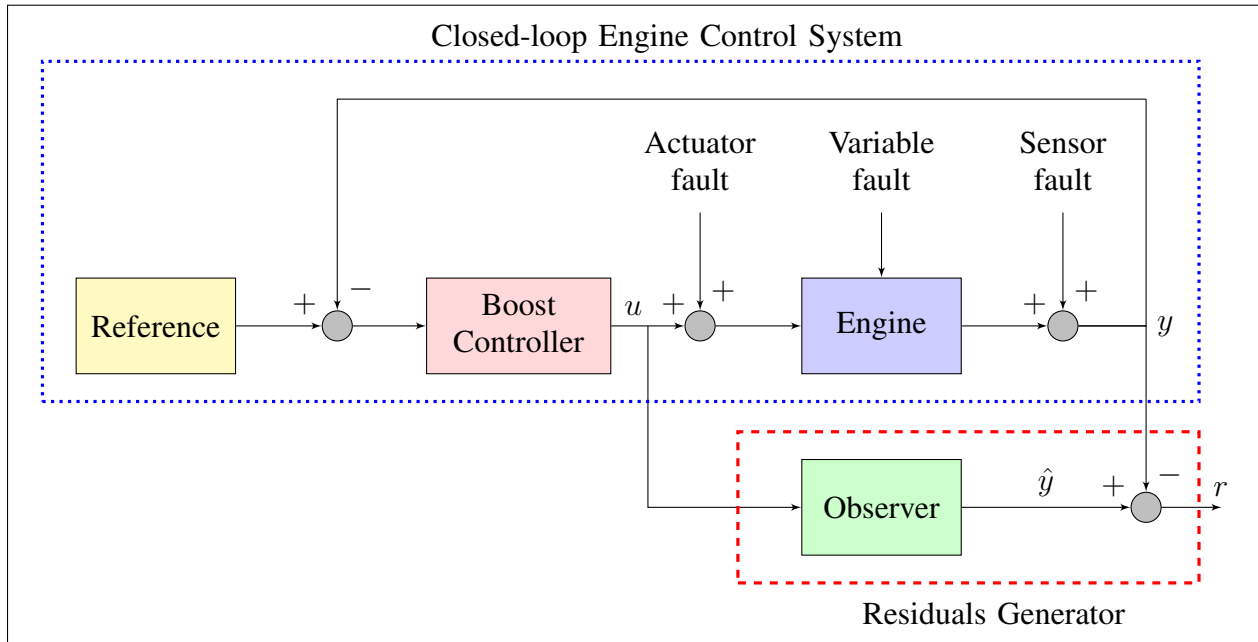 Closed-loop Engine Control System
Actuator
fault
Variable
fault
Sensor
fault
Reference
+
−
Boost
Controller
u
+
+
Engine
+
+
y
Observer
ŷ
+
−
r
Residuals Generator